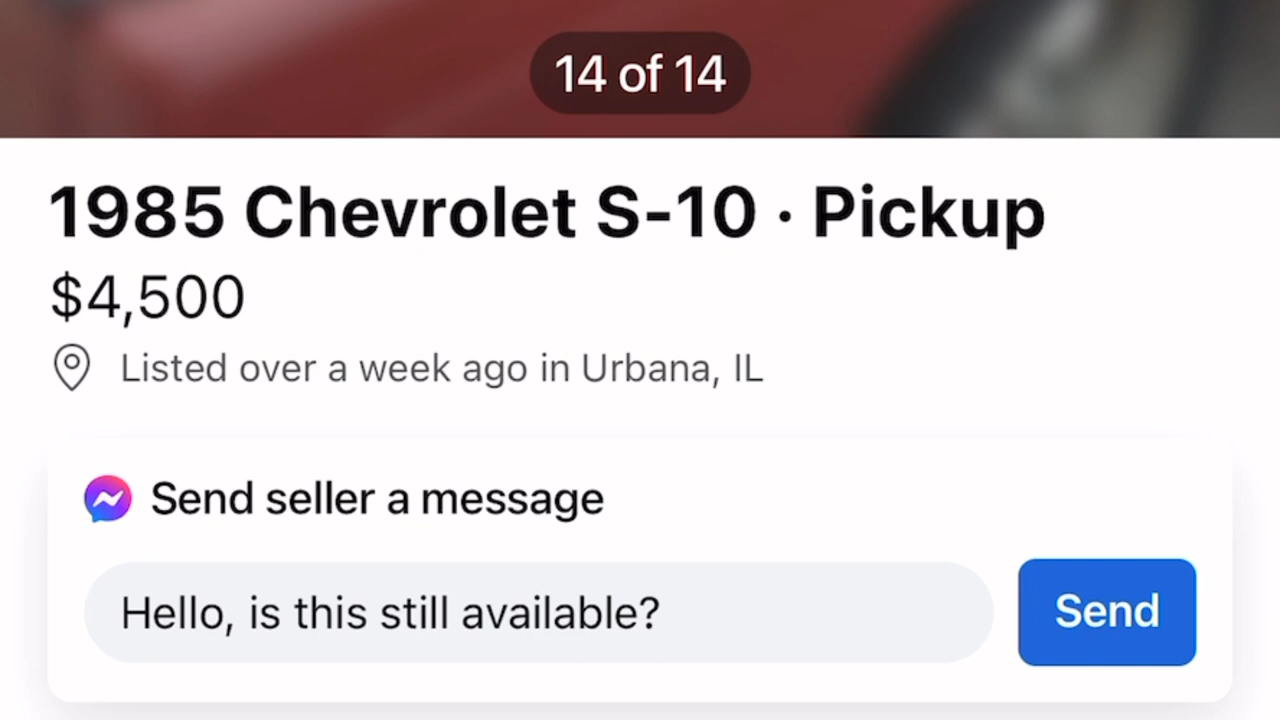 14 of 14
1985 Chevrolet S-10 · Pickup
$4,500
Listed over a week ago in Urbana, IL
Send seller a message
Hello, is this still available?
Send